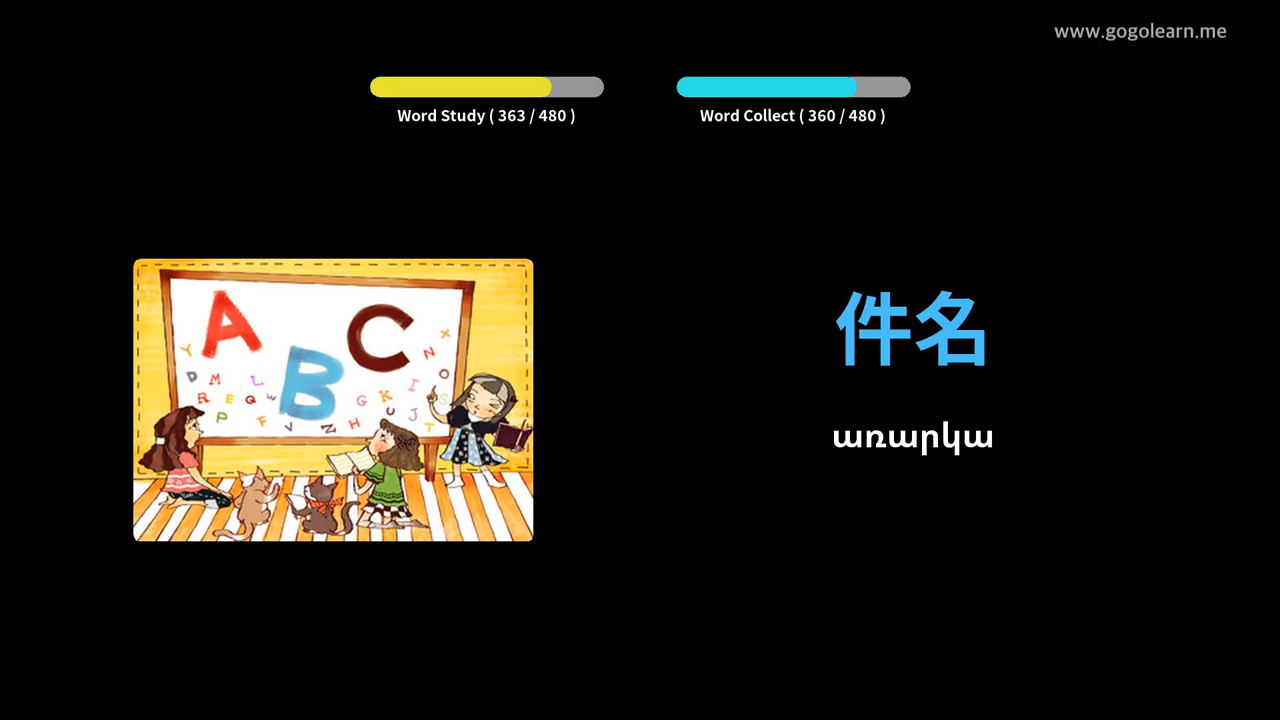 www.gogolearn.me
Word Study ( 363 / 480 )
Word Collect ( 360 / 480 )
A B C
Y X N
D M L O
R E Q W G K I S
P F V Z H U J T
件名
առարկա